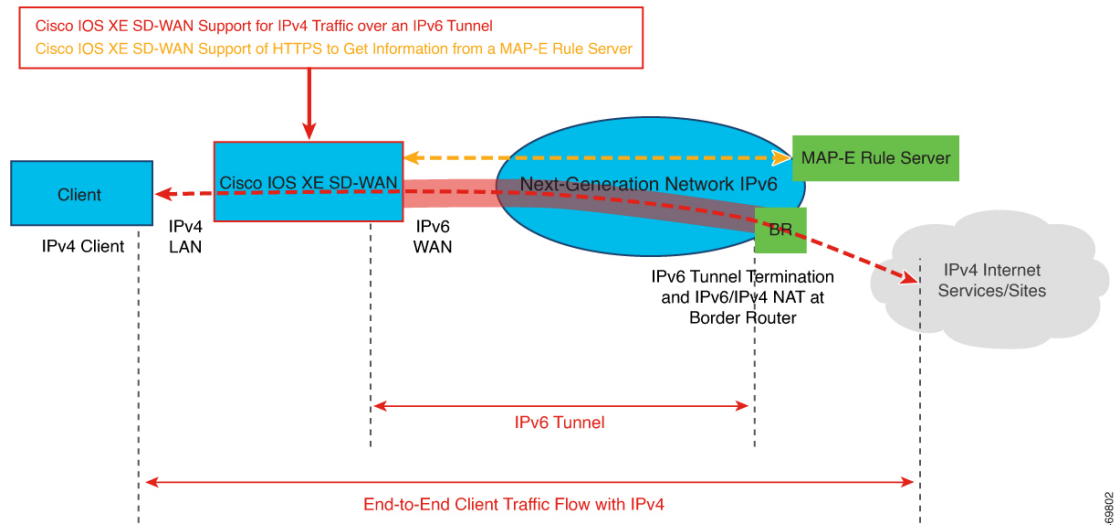 Cisco IOS XE SD-WAN Support for IPv4 Traffic over an IPv6 Tunnel
Cisco IOS XE SD-WAN Support of HTTPS to Get Information from a MAP-E Rule Server
MAP-E Rule Server
Client
Cisco IOS XE SD-WAN
Next-Generation Network IPv6
IPv4 Client
IPv4
LAN
IPv6
WAN
BR
IPv6 Tunnel Termination
and IPv6/IPv4 NAT at
Border Router
IPv4 Internet
Services/Sites
IPv6 Tunnel
End-to-End Client Traffic Flow with IPv4